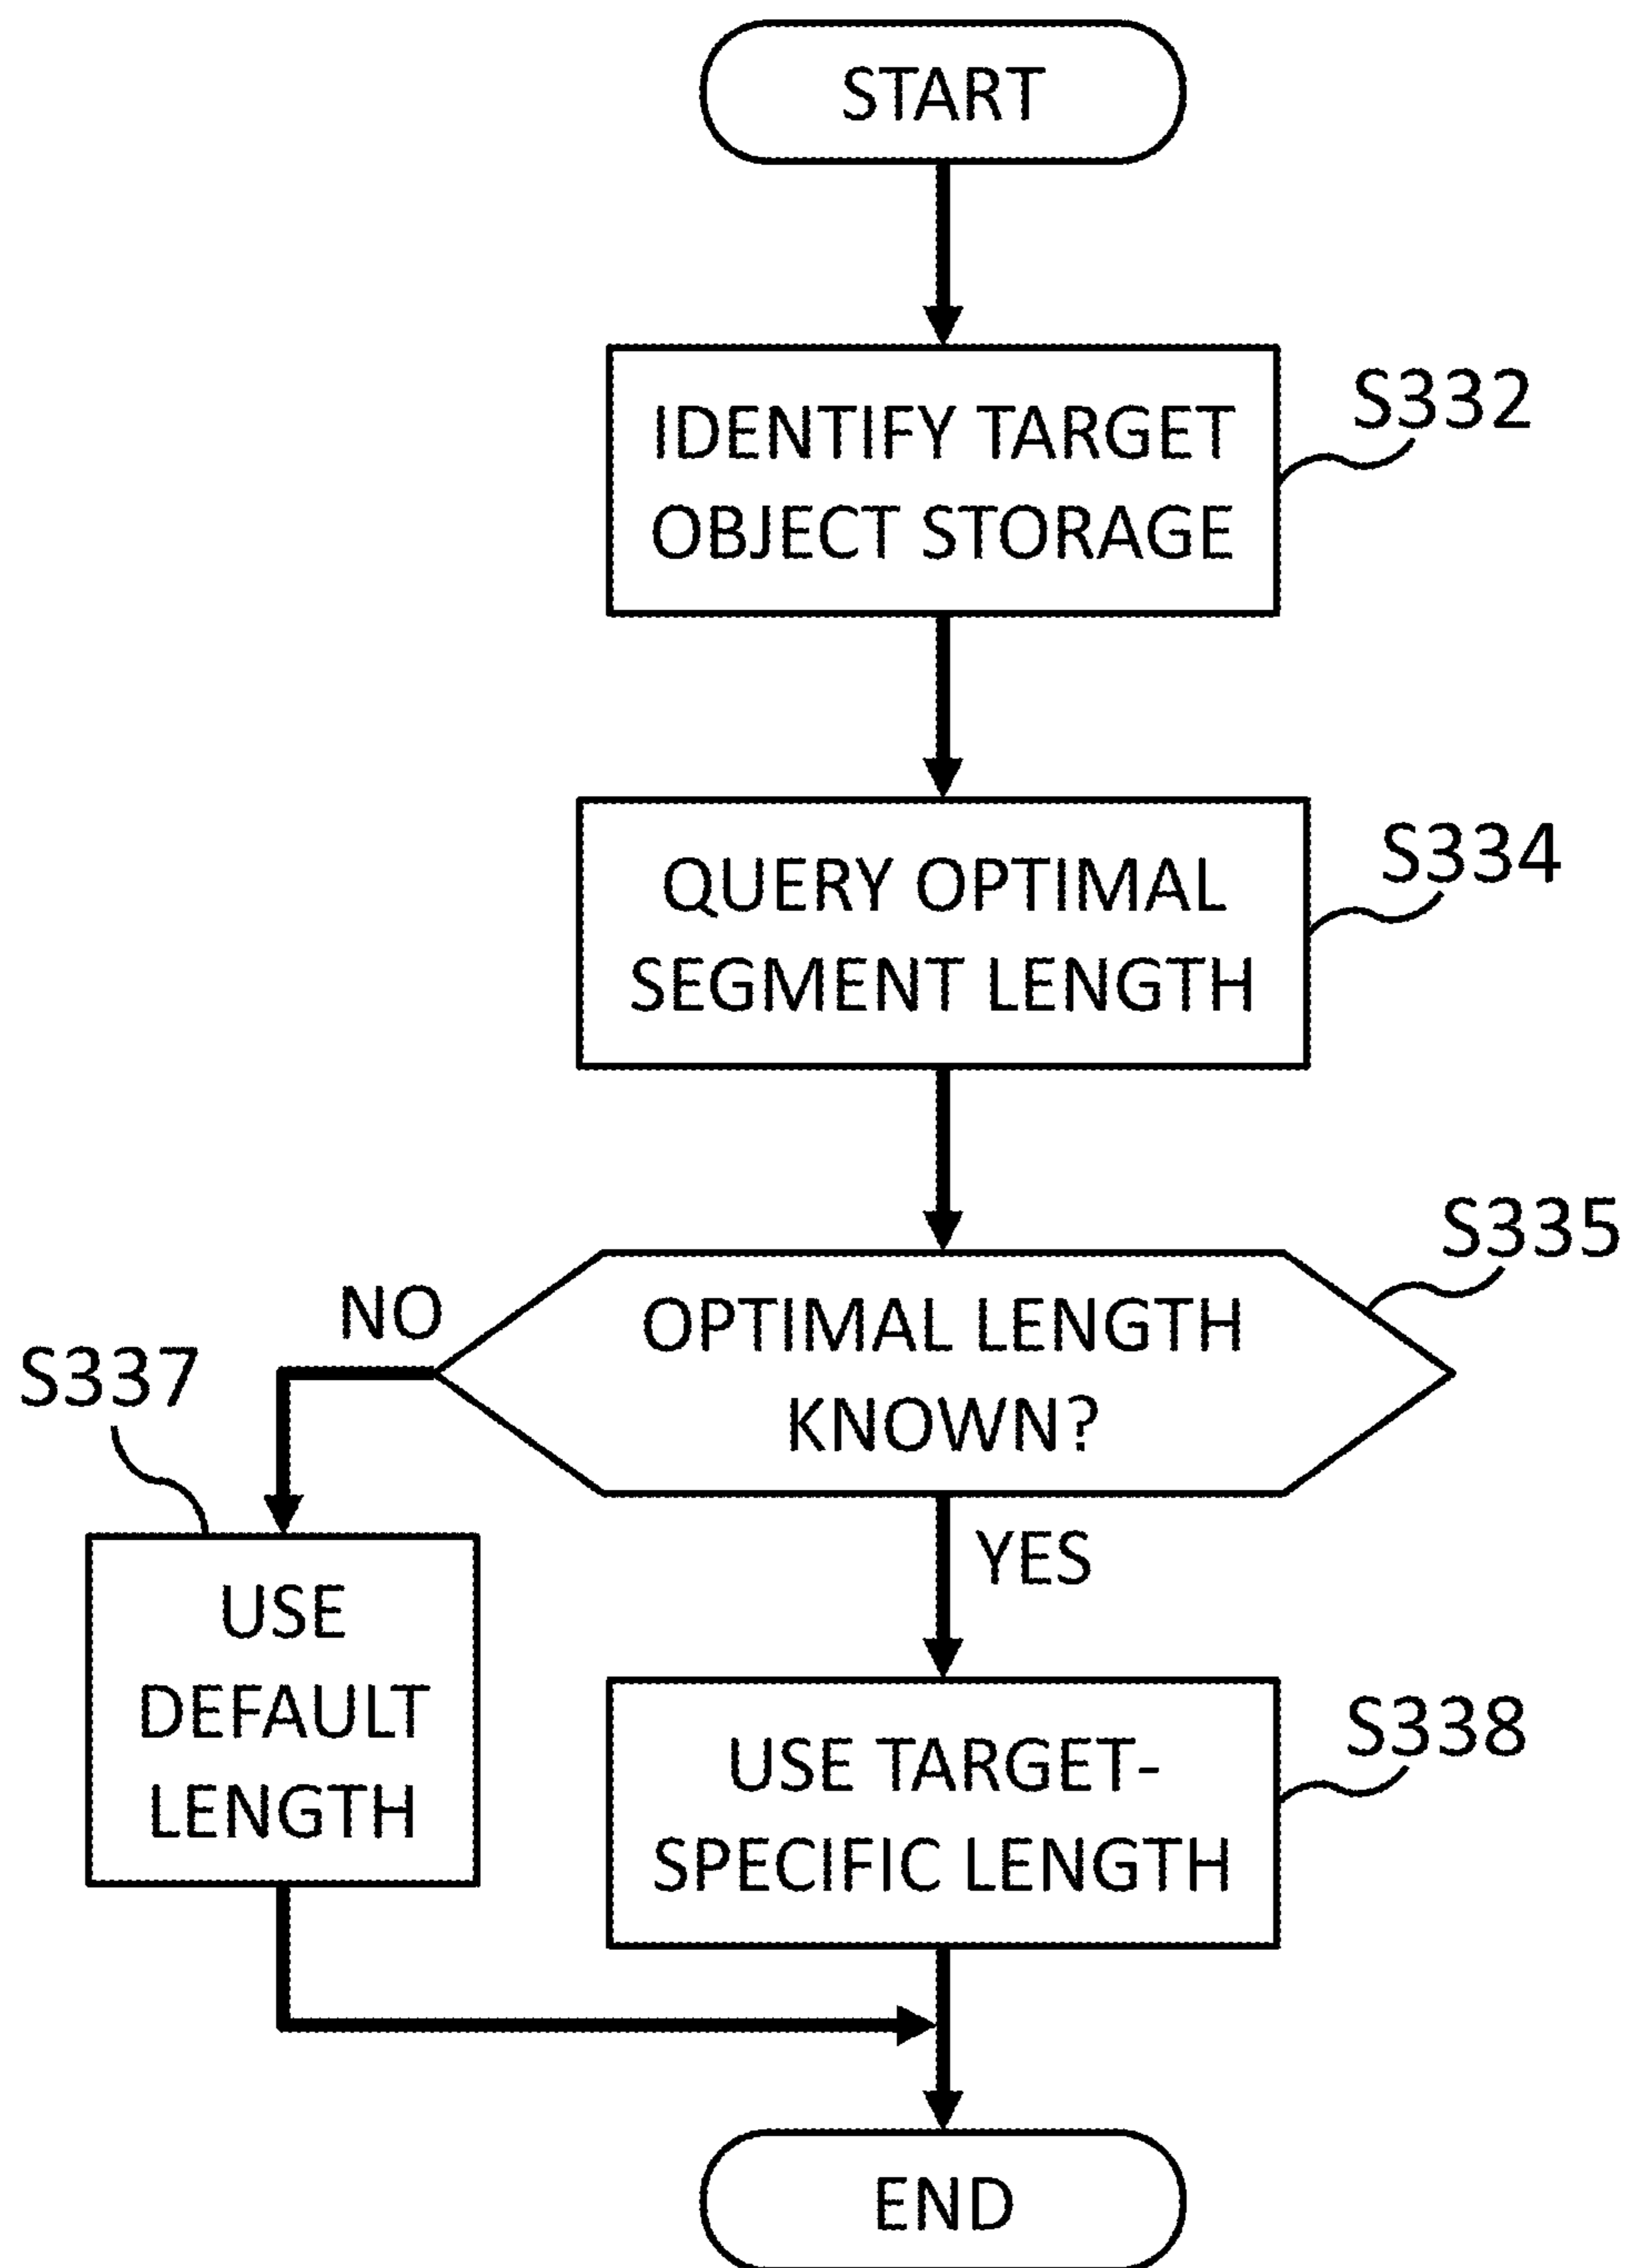 START
IDENTIFY TARGET
OBJECT STORAGE
S332
QUERY OPTIMAL
SEGMENT LENGTH
S334
OPTIMAL LENGTH
KNOWN?
S335
NO
S337
USE
DEFAULT
LENGTH
YES
USE TARGET-
SPECIFIC LENGTH
S338
END